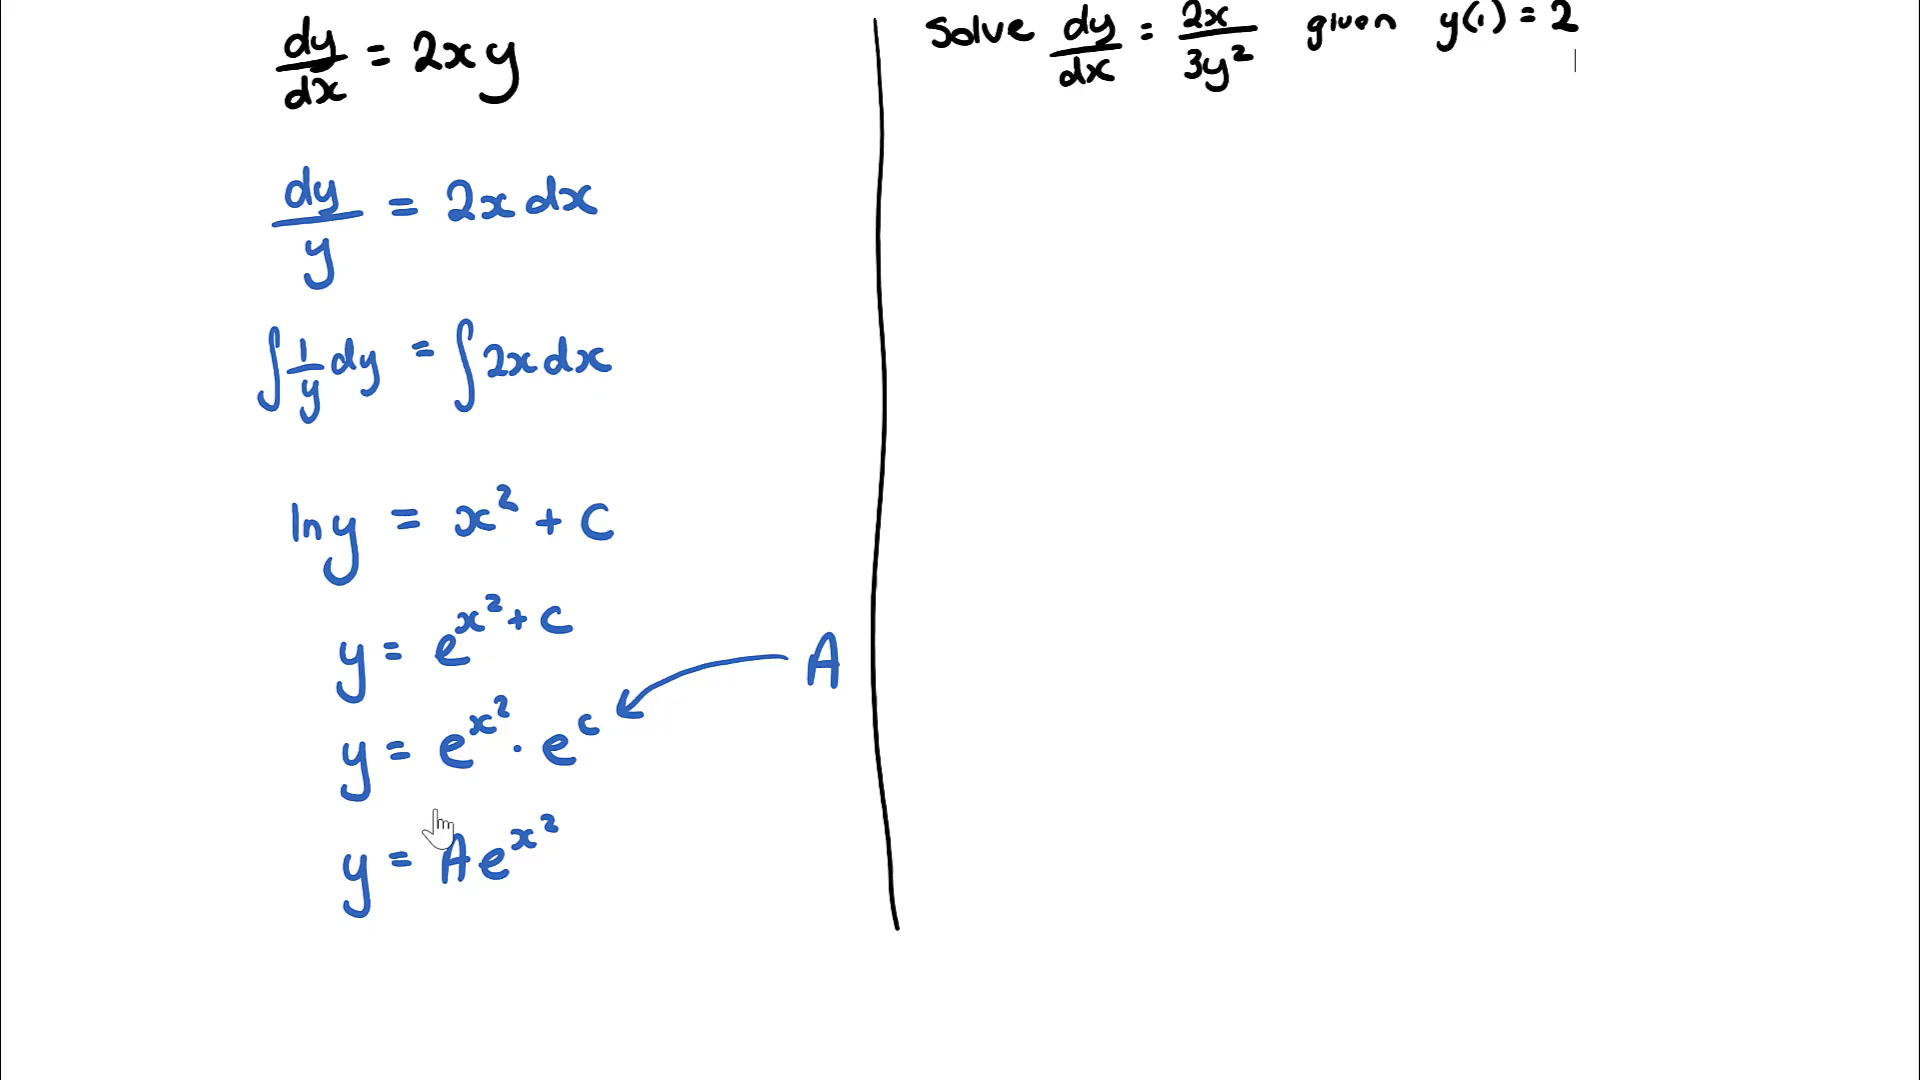 dy/dx = 2xy
dy/y = 2x dx
∫ 1/y dy = ∫ 2x dx
ln y = x² + c
y = e^(x² + c)
y = e^(x²) · e^c
A
y = A e^(x²)
Solve dy/dx = 2x/3y² given y(1) = 2